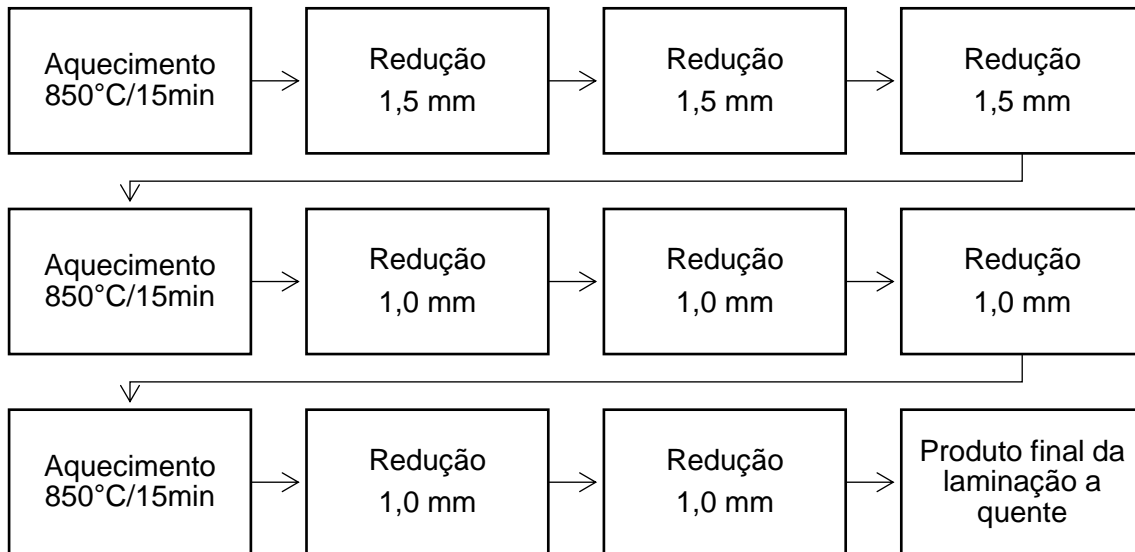 Aquecimento
850°C/15min
Redução
1,5 mm
Redução
1,5 mm
Redução
1,5 mm
Aquecimento
850°C/15min
Redução
1,0 mm
Redução
1,0 mm
Redução
1,0 mm
Aquecimento
850°C/15min
Redução
1,0 mm
Redução
1,0 mm
Produto final da
laminação a
quente